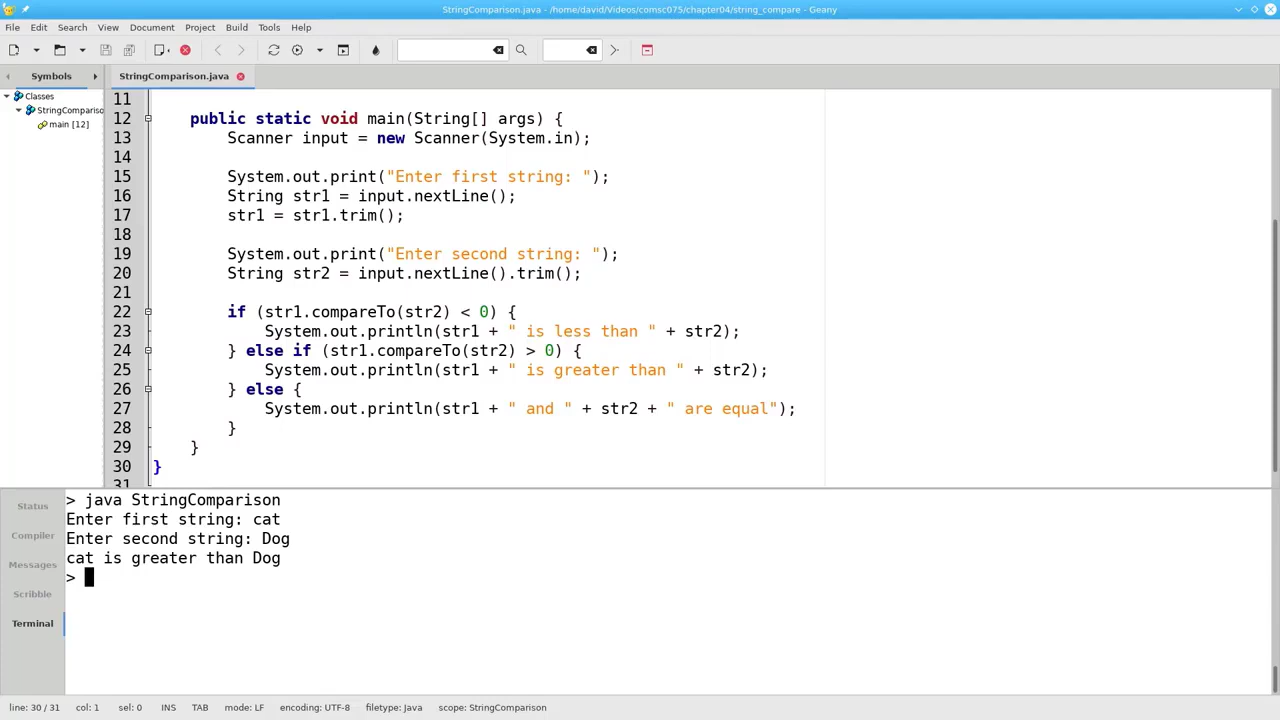 StringComparison.java - /home/david/Videos/comsc075/chapter04/string_compare - Geany
File Edit Search View Document Project Build Tools Help
Symbols
StringComparison.java
Classes
StringCompariso
main [12]
11
12 public static void main(String[] args) {
13 Scanner input = new Scanner(System.in);
14
15 System.out.print("Enter first string: ");
16 String str1 = input.nextLine();
17 str1 = str1.trim();
18
19 System.out.print("Enter second string: ");
20 String str2 = input.nextLine().trim();
21
22 if (str1.compareTo(str2) < 0) {
23 System.out.println(str1 + " is less than " + str2);
24 } else if (str1.compareTo(str2) > 0) {
25 System.out.println(str1 + " is greater than " + str2);
26 } else {
27 System.out.println(str1 + " and " + str2 + " are equal");
28 }
29 }
30 }
31
Status
Compiler
Messages
Scribble
Terminal
> java StringComparison
Enter first string: cat
Enter second string: Dog
cat is greater than Dog
>
line: 30 / 31 col: 1 sel: 0 INS TAB mode: LF encoding: UTF-8 filetype: Java scope: StringComparison